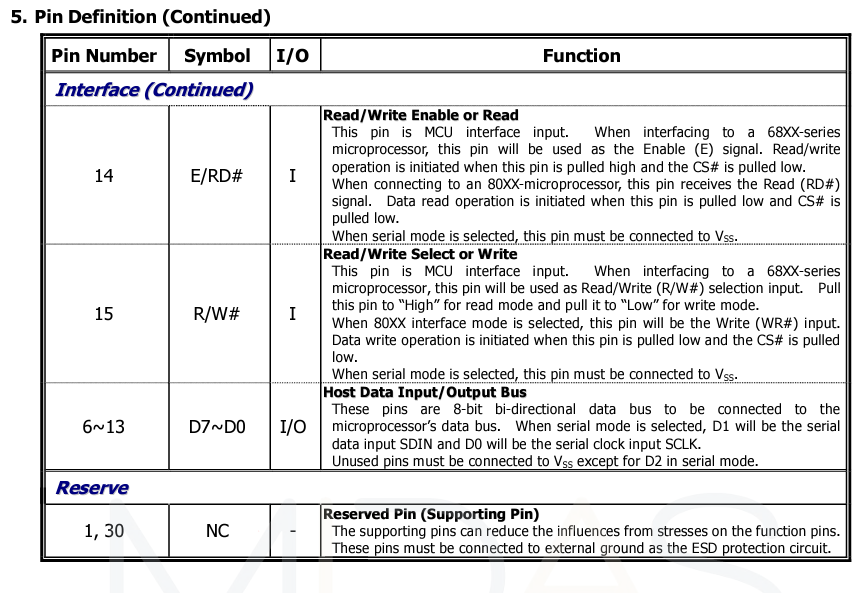 5. Pin Definition (Continued)
Pin Number Symbol I/O Function
Interface (Continued)
14 E/RD# I
Read/Write Enable or Read
This pin is MCU interface input. When interfacing to a 68XX-series
microprocessor, this pin will be used as the Enable (E) signal. Read/write
operation is initiated when this pin is pulled high and the CS# is pulled low.
When connecting to an 80XX-microprocessor, this pin receives the Read (RD#)
signal. Data read operation is initiated when this pin is pulled low and CS# is
pulled low.
When serial mode is selected, this pin must be connected to VSS.
15 R/W# I
Read/Write Select or Write
This pin is MCU interface input. When interfacing to a 68XX-series
microprocessor, this pin will be used as Read/Write (R/W#) selection input. Pull
this pin to “High” for read mode and pull it to “Low” for write mode.
When 80XX interface mode is selected, this pin will be the Write (WR#) input.
Data write operation is initiated when this pin is pulled low and the CS# is pulled
low.
When serial mode is selected, this pin must be connected to VSS.
6~13 D7~D0 I/O
Host Data Input/Output Bus
These pins are 8-bit bi-directional data bus to be connected to the
microprocessor’s data bus. When serial mode is selected, D1 will be the serial
data input SDIN and D0 will be the serial clock input SCLK.
Unused pins must be connected to VSS except for D2 in serial mode.
Reserve
1, 30 NC -
Reserved Pin (Supporting Pin)
The supporting pins can reduce the influences from stresses on the function pins.
These pins must be connected to external ground as the ESD protection circuit.